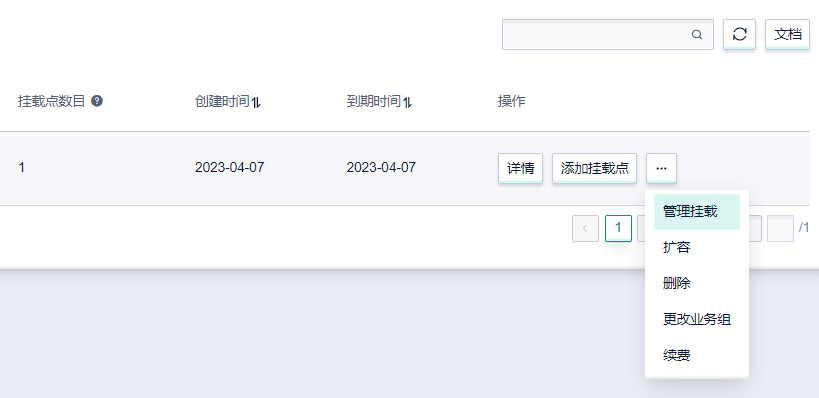 文档
挂载点数目 创建时间 到期时间 操作
1 2023-04-07 2023-04-07 详情 添加挂载点 ...
管理挂载
1 /1
扩容
删除
更改业务组
续费